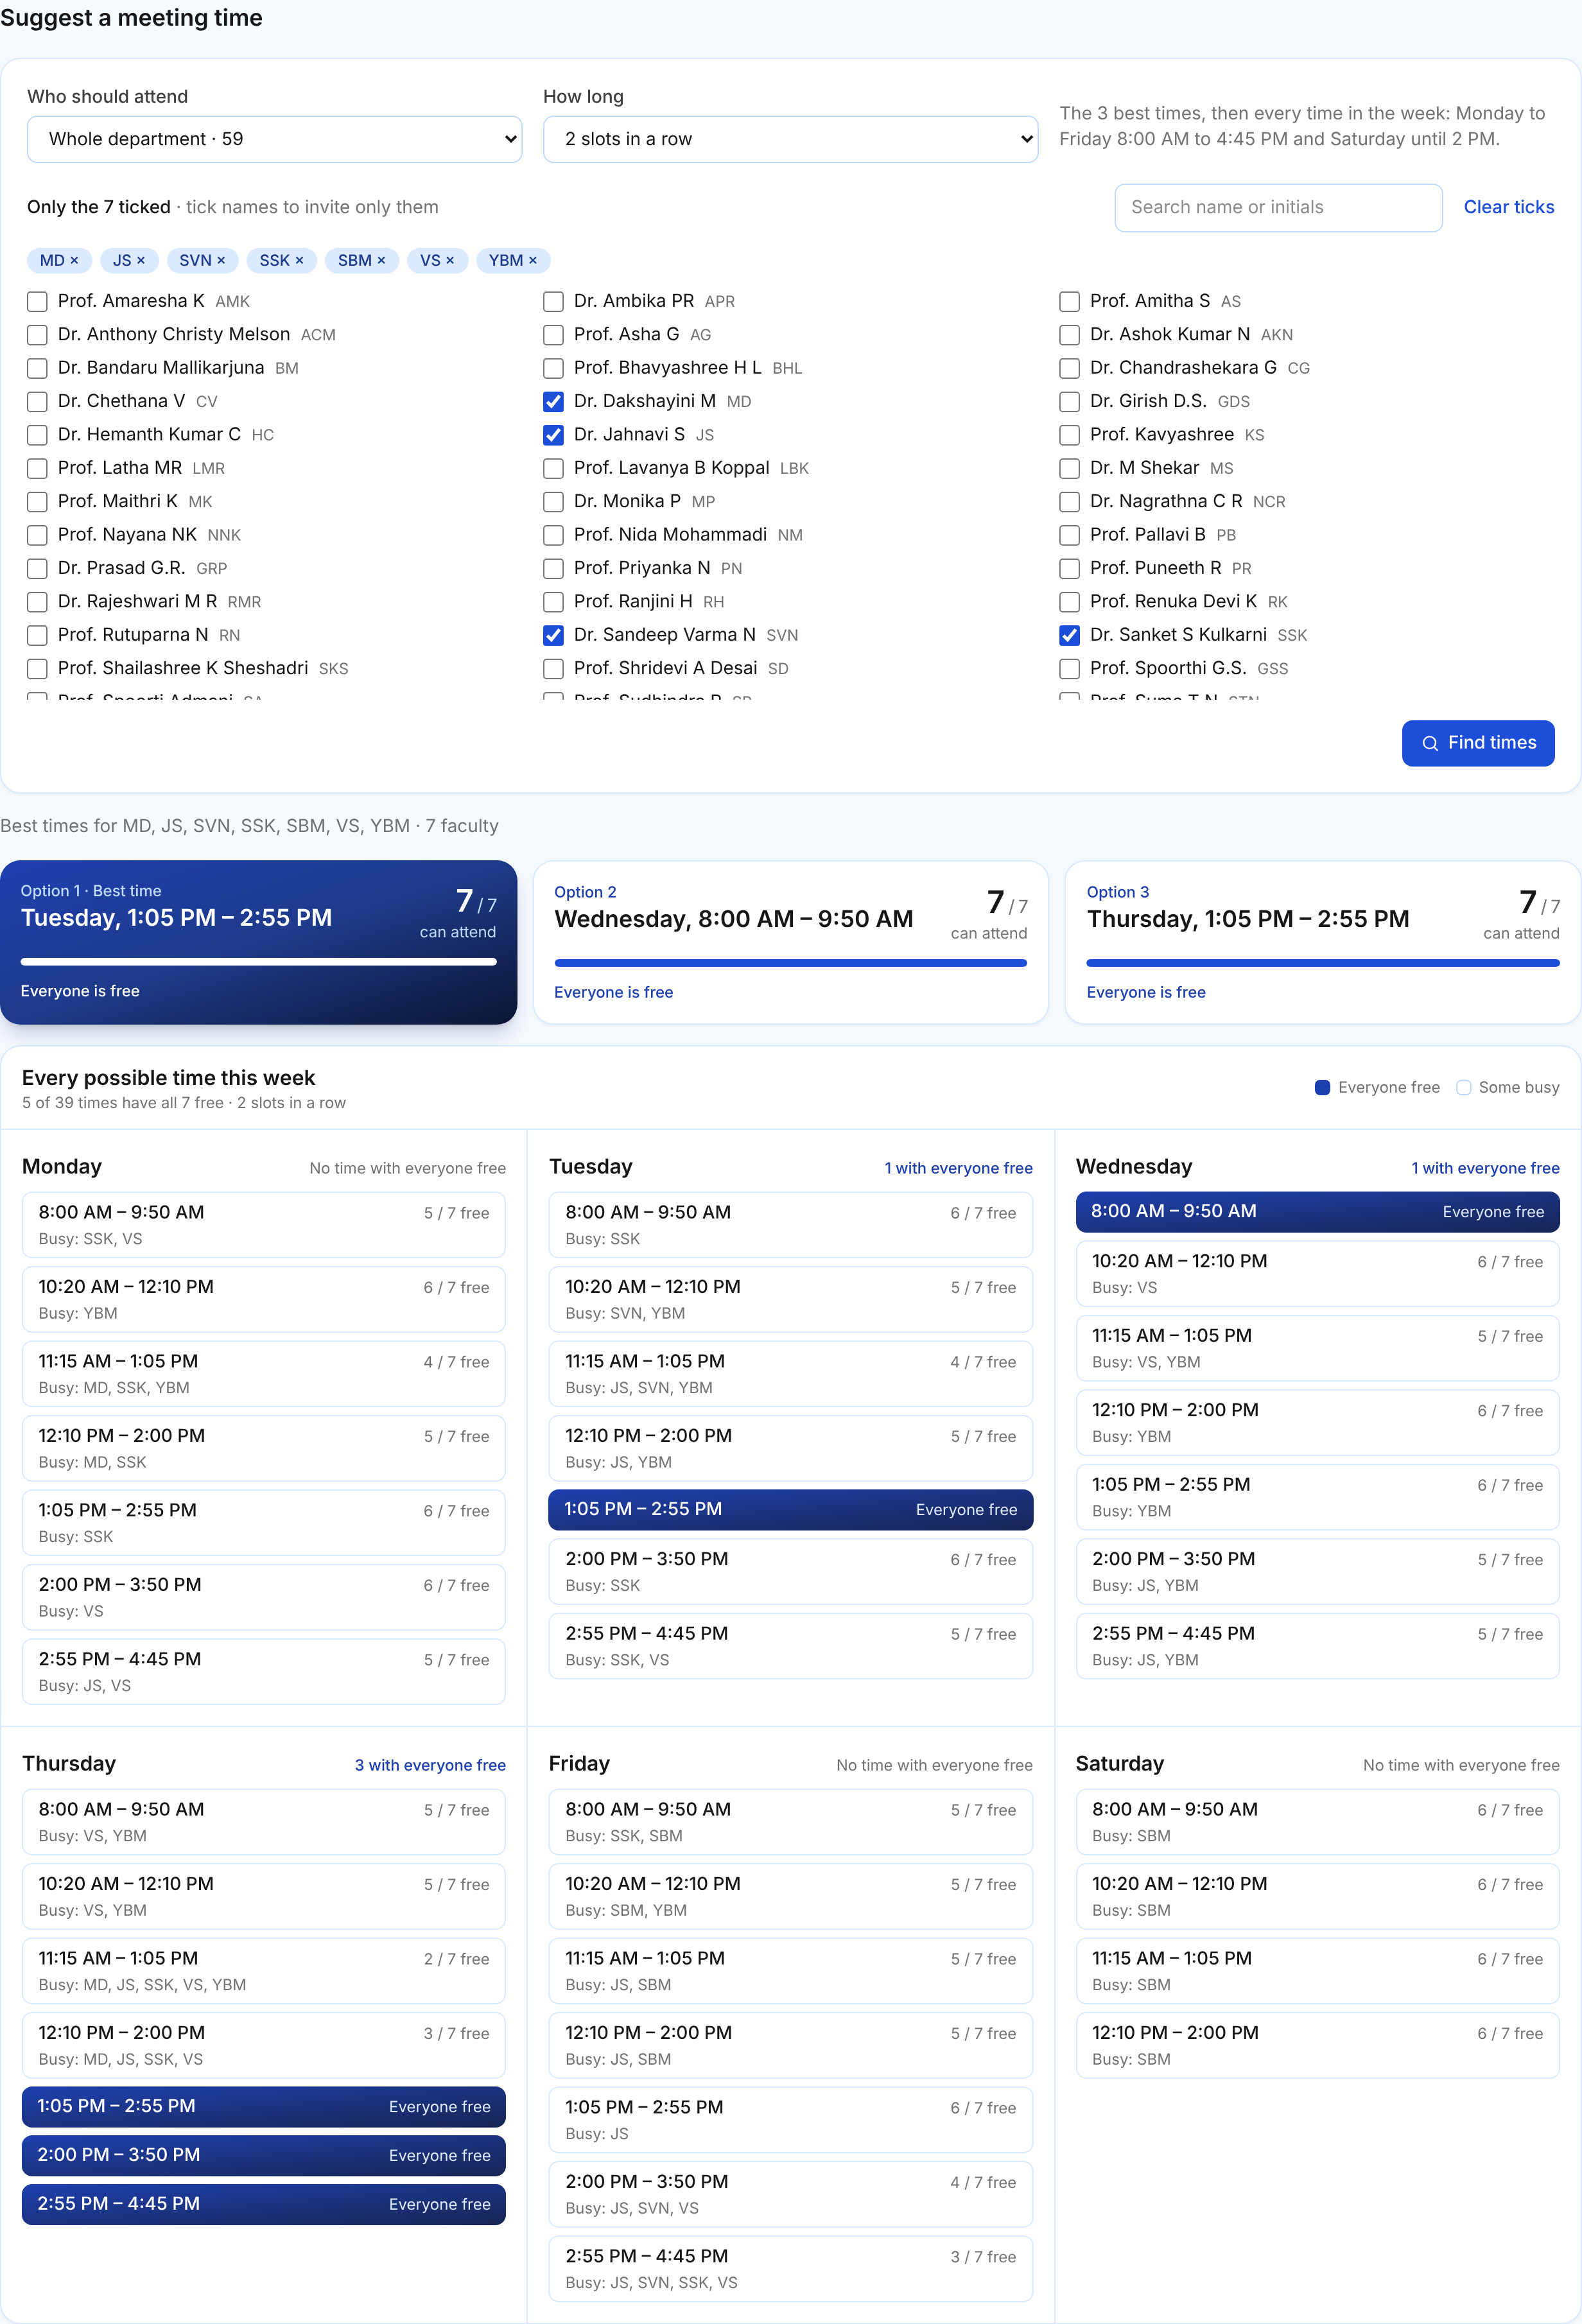 Suggest a meeting time
Who should attend
Whole department · 59
How long
2 slots in a row
The 3 best times, then every time in the week: Monday to
Friday 8:00 AM to 4:45 PM and Saturday until 2 PM.
Only the 7 ticked · tick names to invite only them
Search name or initials
Clear ticks
MD × JS × SVN × SSK × SBM × VS × YBM ×
Prof. Amaresha K AMK
Dr. Ambika PR APR
Prof. Amitha S AS
Dr. Anthony Christy Melson ACM
Prof. Asha G AG
Dr. Ashok Kumar N AKN
Dr. Bandaru Mallikarjuna BM
Prof. Bhavyashree H L BHL
Dr. Chandrashekara G CG
Dr. Chethana V CV
Dr. Dakshayini M MD
Dr. Girish D.S. GDS
Dr. Hemanth Kumar C HC
Dr. Jahnavi S JS
Prof. Kavyashree KS
Prof. Latha MR LMR
Prof. Lavanya B Koppal LBK
Dr. M Shekar MS
Prof. Maithri K MK
Dr. Monika P MP
Dr. Nagrathna C R NCR
Prof. Nayana NK NNK
Prof. Nida Mohammadi NM
Prof. Pallavi B PB
Dr. Prasad G.R. GRP
Prof. Priyanka N PN
Prof. Puneeth R PR
Dr. Rajeshwari M R RMR
Prof. Ranjini H RH
Prof. Renuka Devi K RK
Prof. Rutuparna N RN
Dr. Sandeep Varma N SVN
Dr. Sanket S Kulkarni SSK
Prof. Shailashree K Sheshadri SKS
Prof. Shridevi A Desai SD
Prof. Spoorthi G.S. GSS
Find times
Best times for MD, JS, SVN, SSK, SBM, VS, YBM · 7 faculty
Option 1 · Best time
Tuesday, 1:05 PM – 2:55 PM
7 / 7
can attend
Everyone is free
Option 2
Wednesday, 8:00 AM – 9:50 AM
7 / 7
can attend
Everyone is free
Option 3
Thursday, 1:05 PM – 2:55 PM
7 / 7
can attend
Everyone is free
Every possible time this week
5 of 39 times have all 7 free · 2 slots in a row
Everyone free
Some busy
Monday No time with everyone free
8:00 AM – 9:50 AM 5 / 7 free
Busy: SSK, VS
10:20 AM – 12:10 PM 6 / 7 free
Busy: YBM
11:15 AM – 1:05 PM 4 / 7 free
Busy: MD, SSK, YBM
12:10 PM – 2:00 PM 5 / 7 free
Busy: MD, SSK
1:05 PM – 2:55 PM 6 / 7 free
Busy: SSK
2:00 PM – 3:50 PM 6 / 7 free
Busy: VS
2:55 PM – 4:45 PM 5 / 7 free
Busy: JS, VS
Tuesday 1 with everyone free
8:00 AM – 9:50 AM 6 / 7 free
Busy: SSK
10:20 AM – 12:10 PM 5 / 7 free
Busy: SVN, YBM
11:15 AM – 1:05 PM 4 / 7 free
Busy: JS, SVN, YBM
12:10 PM – 2:00 PM 5 / 7 free
Busy: JS, YBM
1:05 PM – 2:55 PM Everyone free
2:00 PM – 3:50 PM 6 / 7 free
Busy: SSK
2:55 PM – 4:45 PM 5 / 7 free
Busy: SSK, VS
Wednesday 1 with everyone free
8:00 AM – 9:50 AM Everyone free
10:20 AM – 12:10 PM 6 / 7 free
Busy: VS
11:15 AM – 1:05 PM 5 / 7 free
Busy: VS, YBM
12:10 PM – 2:00 PM 6 / 7 free
Busy: YBM
1:05 PM – 2:55 PM 6 / 7 free
Busy: YBM
2:00 PM – 3:50 PM 5 / 7 free
Busy: JS, YBM
2:55 PM – 4:45 PM 5 / 7 free
Busy: JS, YBM
Thursday 3 with everyone free
8:00 AM – 9:50 AM 5 / 7 free
Busy: VS, YBM
10:20 AM – 12:10 PM 5 / 7 free
Busy: VS, YBM
11:15 AM – 1:05 PM 2 / 7 free
Busy: MD, JS, SSK, VS, YBM
12:10 PM – 2:00 PM 3 / 7 free
Busy: MD, JS, SSK, VS
1:05 PM – 2:55 PM Everyone free
2:00 PM – 3:50 PM Everyone free
2:55 PM – 4:45 PM Everyone free
Friday No time with everyone free
8:00 AM – 9:50 AM 5 / 7 free
Busy: SSK, SBM
10:20 AM – 12:10 PM 5 / 7 free
Busy: SBM, YBM
11:15 AM – 1:05 PM 5 / 7 free
Busy: JS, SBM
12:10 PM – 2:00 PM 5 / 7 free
Busy: JS, SBM
1:05 PM – 2:55 PM 6 / 7 free
Busy: JS
2:00 PM – 3:50 PM 4 / 7 free
Busy: JS, SVN, VS
2:55 PM – 4:45 PM 3 / 7 free
Busy: JS, SVN, SSK, VS
Saturday No time with everyone free
8:00 AM – 9:50 AM 6 / 7 free
Busy: SBM
10:20 AM – 12:10 PM 6 / 7 free
Busy: SBM
11:15 AM – 1:05 PM 6 / 7 free
Busy: SBM
12:10 PM – 2:00 PM 6 / 7 free
Busy: SBM